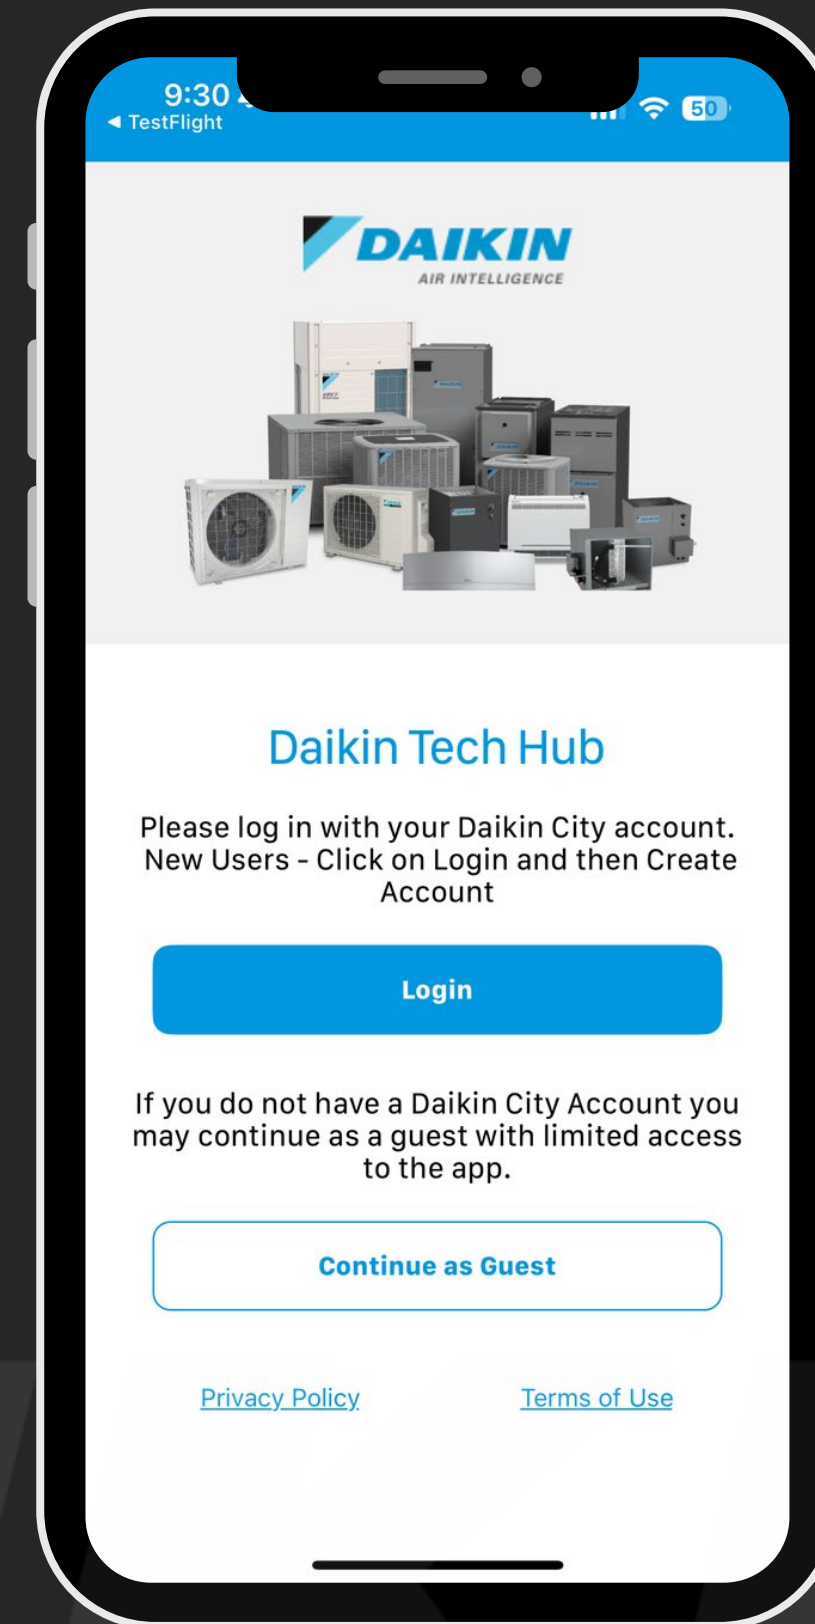 9:30
◀ TestFlight
50
DAIKIN
AIR INTELLIGENCE
Daikin Tech Hub
Please log in with your Daikin City account.
New Users - Click on Login and then Create
Account
Login
If you do not have a Daikin City Account you
may continue as a guest with limited access
to the app.
Continue as Guest
Privacy Policy
Terms of Use